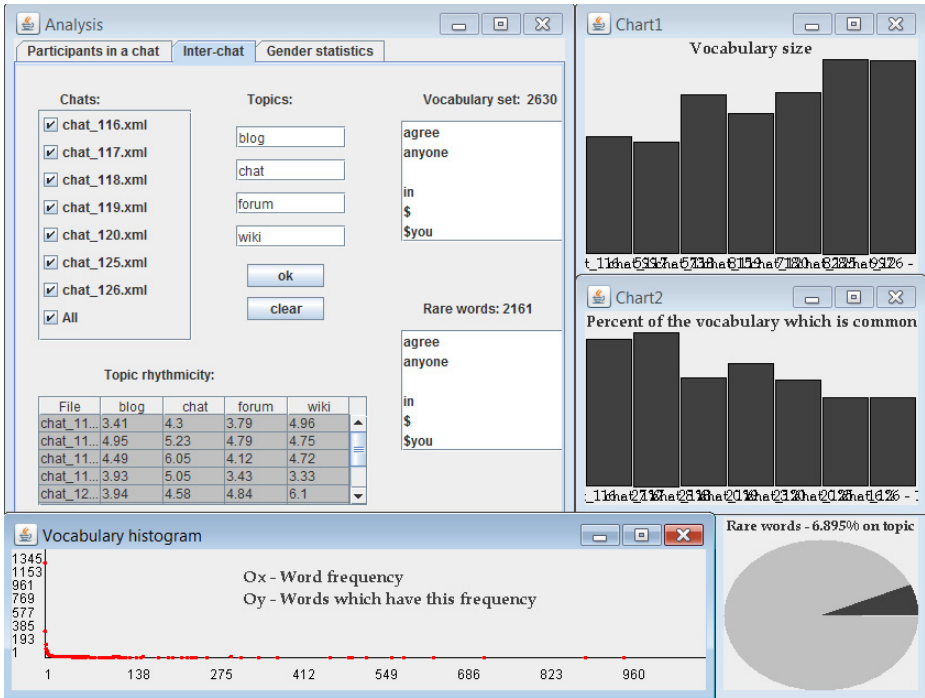 Analysis
Participants in a chat Inter-chat Gender statistics
Chats:
chat_116.xml
chat_117.xml
chat_118.xml
chat_119.xml
chat_120.xml
chat_125.xml
chat_126.xml
All
Topics:
blog
chat
forum
wiki
ok
clear
Vocabulary set: 2630
agree
anyone
in
$
$you
Rare words: 2161
agree
anyone
in
$
$you
Topic rhythmicity:
File blog chat forum wiki
chat_11... 3.41 4.3 3.79 4.96
chat_11... 4.95 5.23 4.79 4.75
chat_11... 4.49 6.05 4.12 4.72
chat_11... 3.93 5.05 3.43 3.33
chat_12... 3.94 4.58 4.84 6.1
Chart1
Vocabulary size
Chart2
Percent of the vocabulary which is common
Vocabulary histogram
1345
1153
961
769
577
385
193
1
Ox - Word frequency
Oy - Words which have this frequency
1 138 275 412 549 686 823 960
Rare words - 6.895% on topic